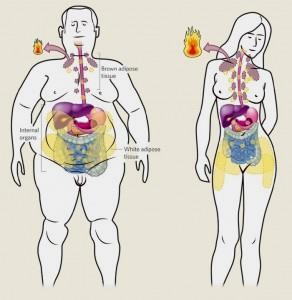 Brown adipose
tissue
Internal
organs
White adipose
tissue